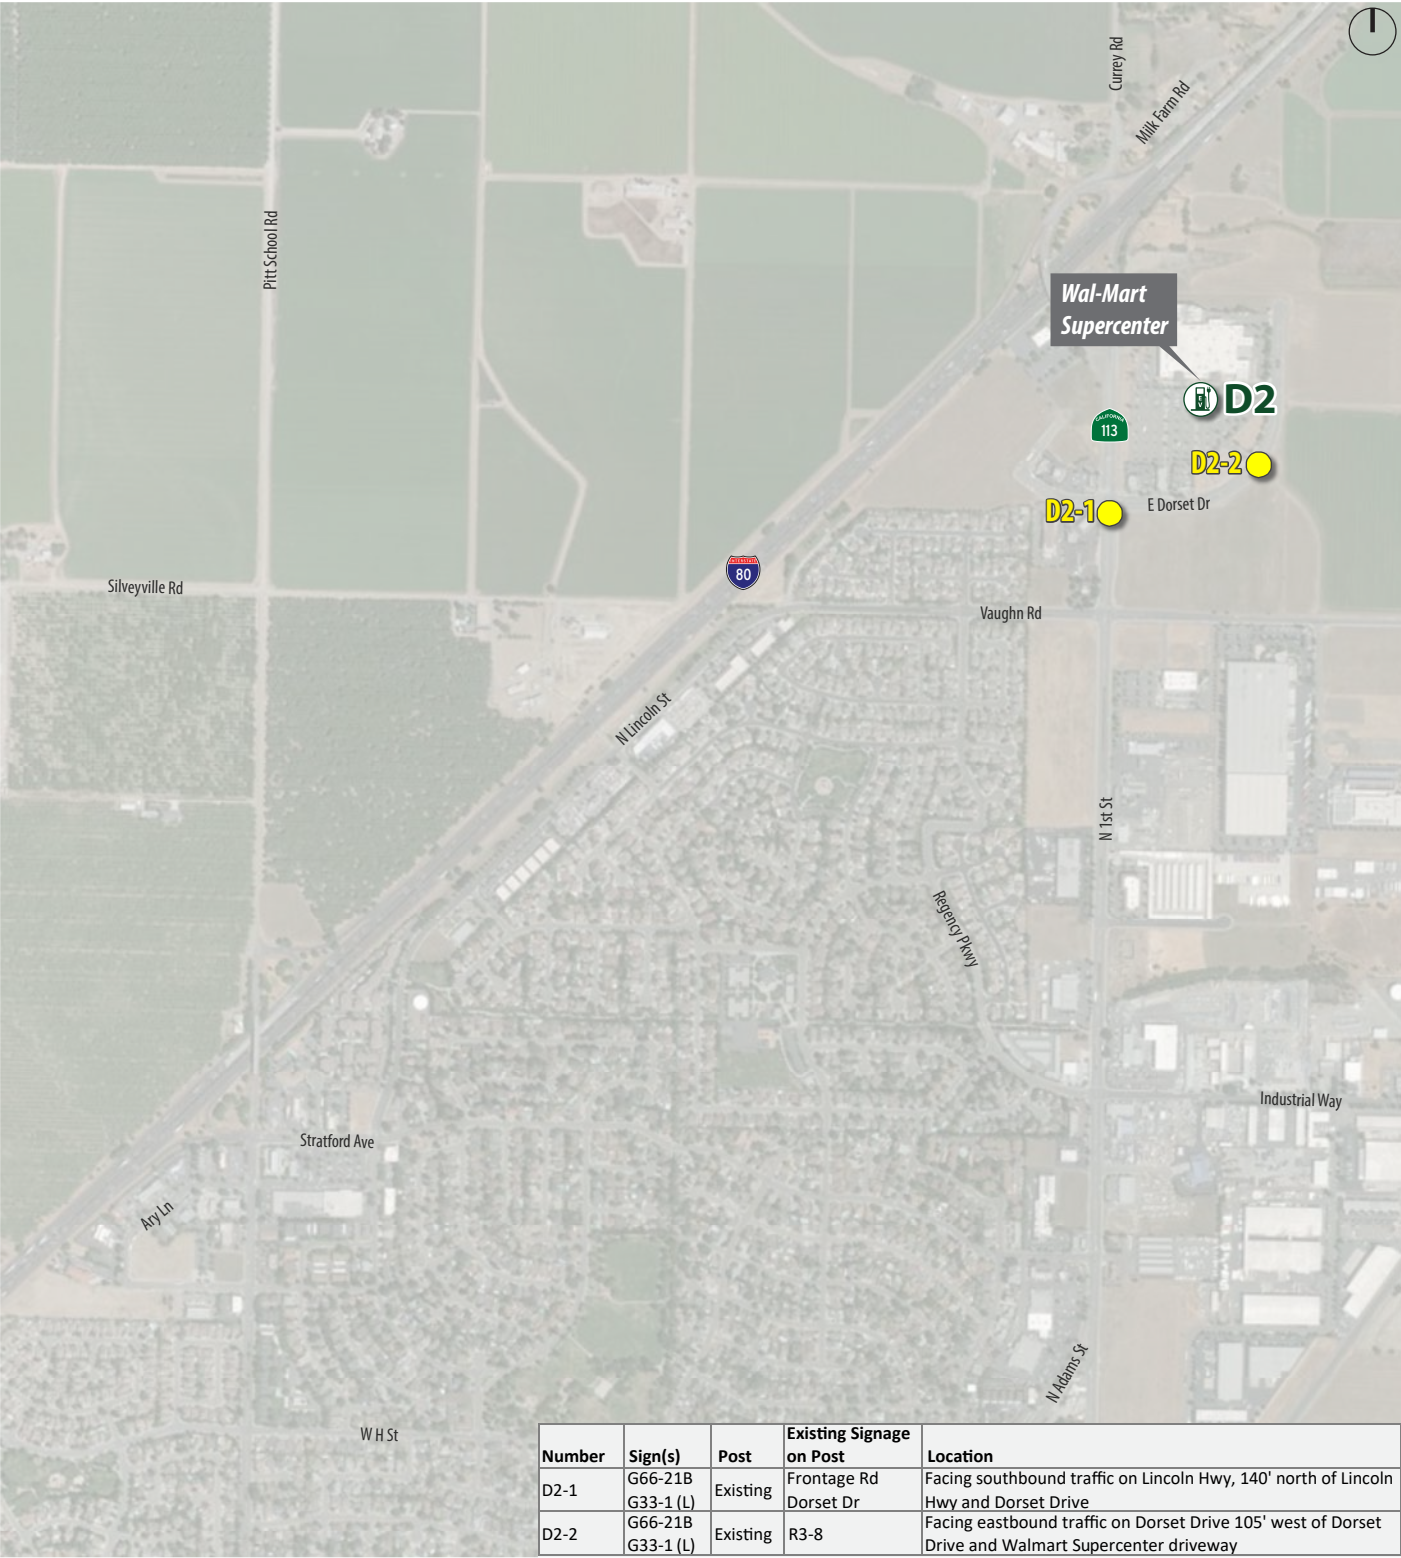 Currey Rd
Milk Farm Rd
Pitt School Rd
Wal-Mart
Supercenter
EV
D2
CALIFORNIA
113
D2-2
D2-1
E Dorset Dr
INTERSTATE
80
Silveyville Rd
Vaughn Rd
N Lincoln St
N 1st St
Regency Pkwy
Industrial Way
Stratford Ave
Ary Ln
N Adams St
W H St
Number Sign(s) Post Existing Signage on Post Location
D2-1 G66-21B G33-1 (L) Existing Frontage Rd Dorset Dr Facing southbound traffic on Lincoln Hwy, 140' north of Lincoln Hwy and Dorset Drive
D2-2 G66-21B G33-1 (L) Existing R3-8 Facing eastbound traffic on Dorset Drive 105' west of Dorset Drive and Walmart Supercenter driveway